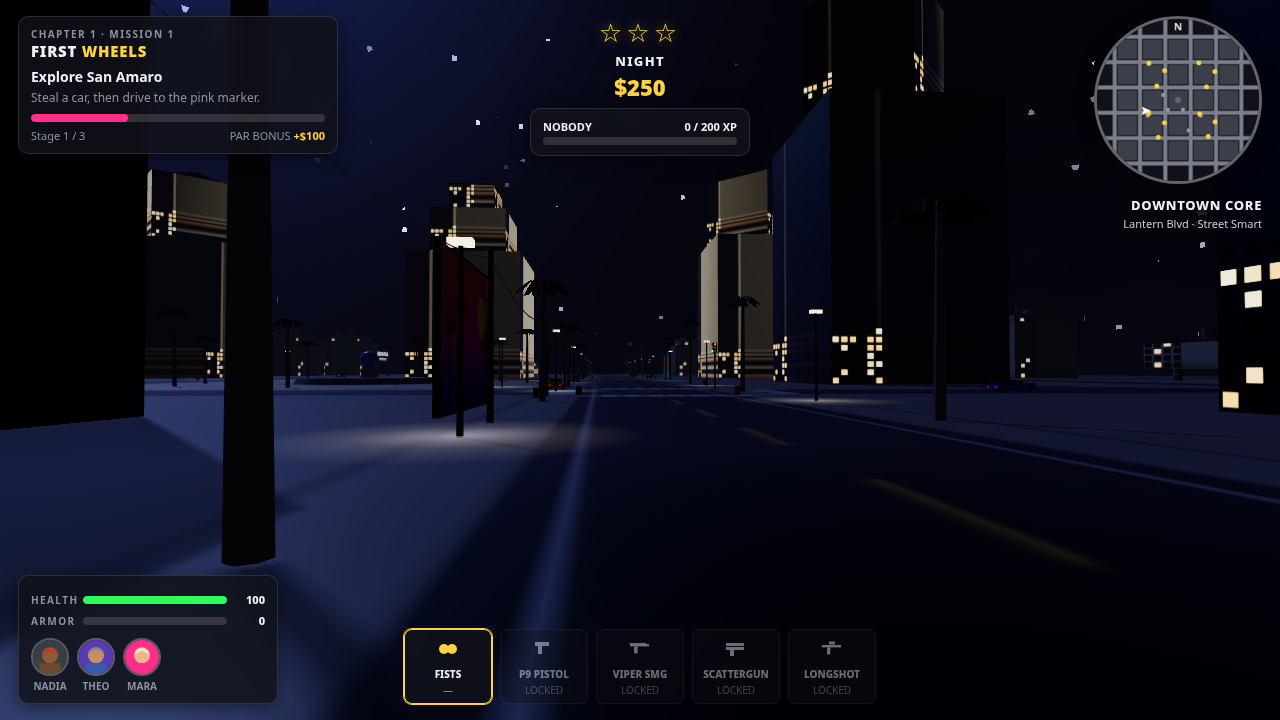 CHAPTER 1 · MISSION 1
FIRST WHEELS
Explore San Amaro
Steal a car, then drive to the pink marker.
Stage 1 / 3
PAR BONUS +$100
NIGHT
$250
NOBODY
0 / 200 XP
N
DOWNTOWN CORE
Lantern Blvd · Street Smart
HEALTH 100
ARMOR 0
NADIA THEO MARA
FISTS
—
P9 PISTOL
LOCKED
VIPER SMG
LOCKED
SCATTERGUN
LOCKED
LONGSHOT
LOCKED